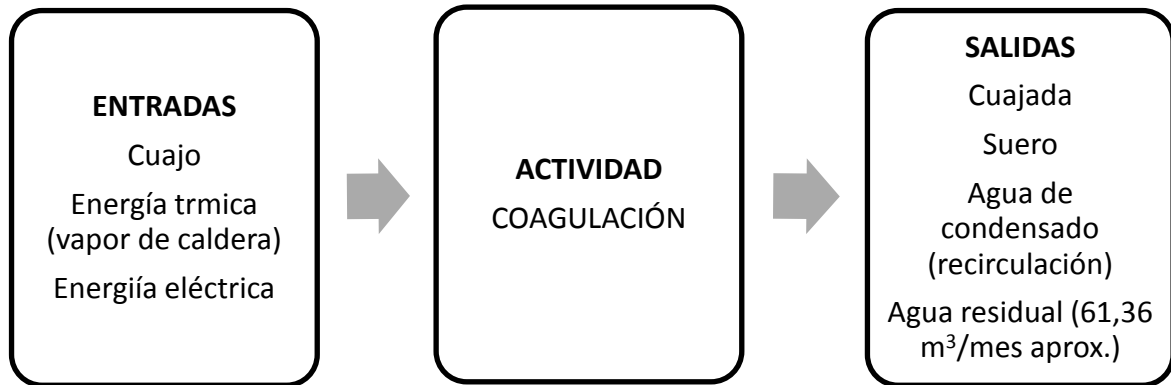 ENTRADAS
Cuajo
Energía trmica
(vapor de caldera)
Energiía eléctrica
ACTIVIDAD
COAGULACIÓN
SALIDAS
Cuajada
Suero
Agua de
condensado
(recirculación)
Agua residual (61,36
m³/mes aprox.)